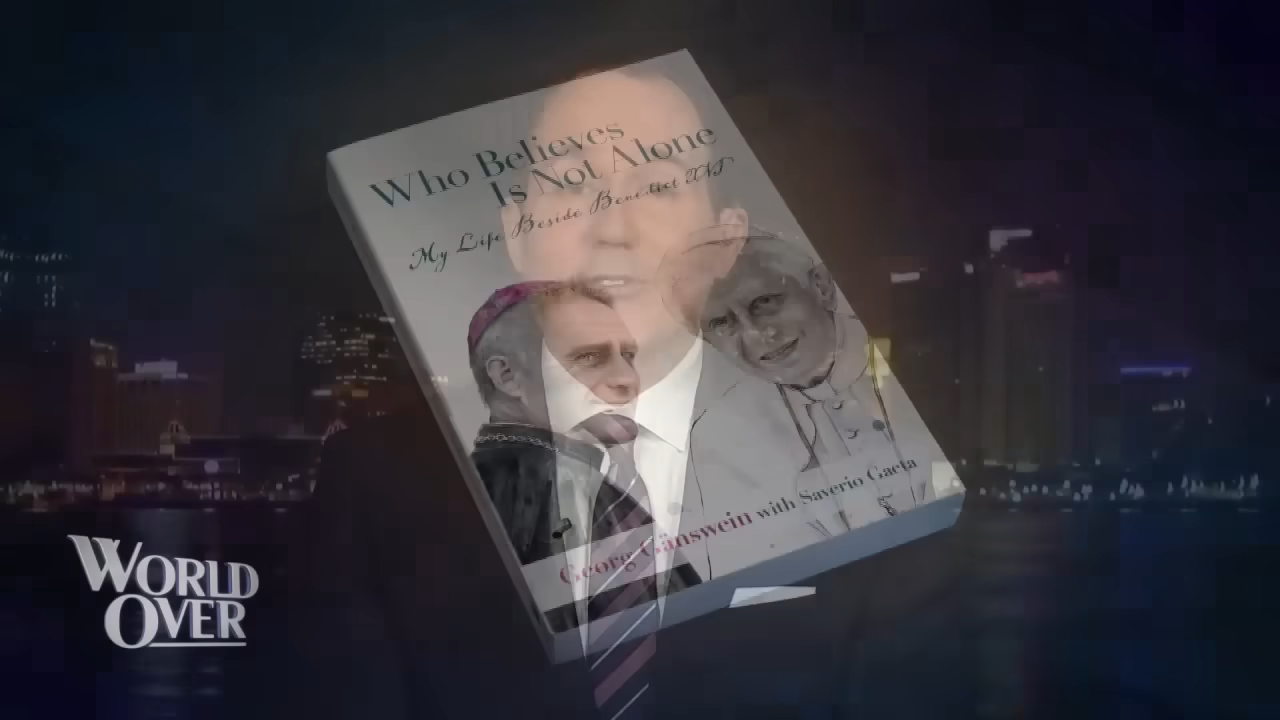 Who Believes
Is Not Alone
My Life Beside Benedict XVI
Georg Gänswein with Saverio Gaeta
WORLD
OVER